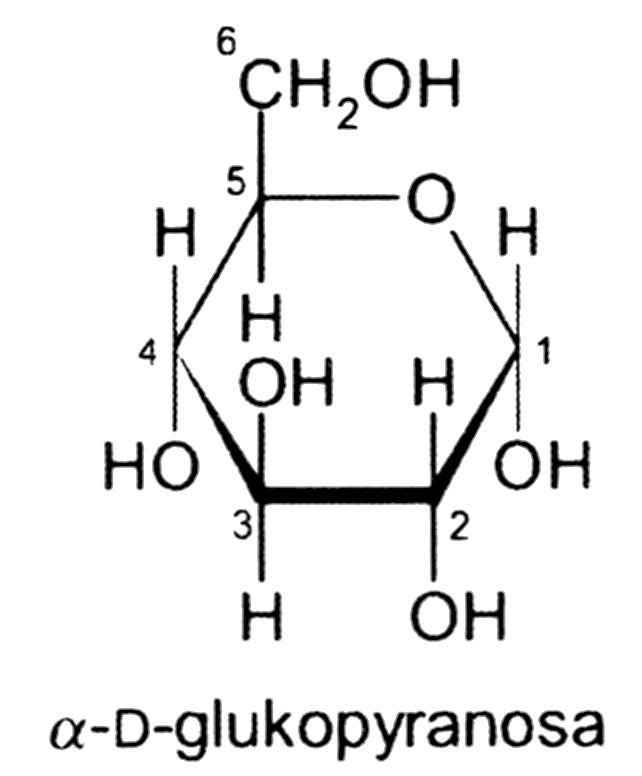 6
CH2OH
5 O
H H
H
4 1
OH H
HO OH
3 2
H OH
α-D-glukopyranosa